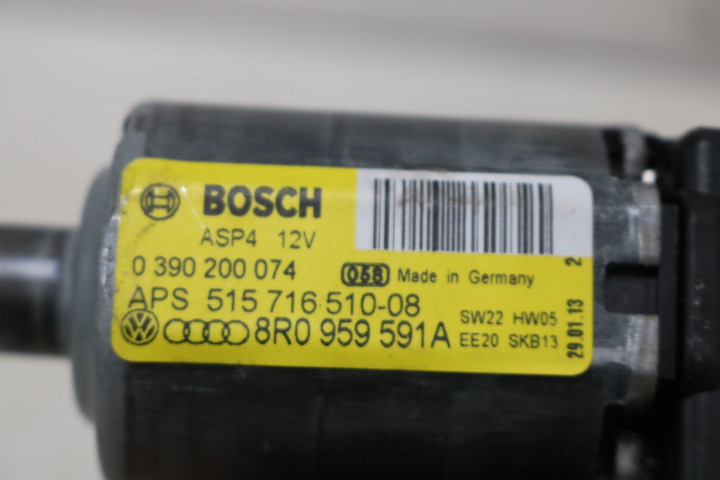 BOSCH
ASP4 12V
0 390 200 074 058 Made in Germany
APS 515 716 510-08
SW22 HW05
8R0 959 591A
EE20 SKB13
29.01.13 2